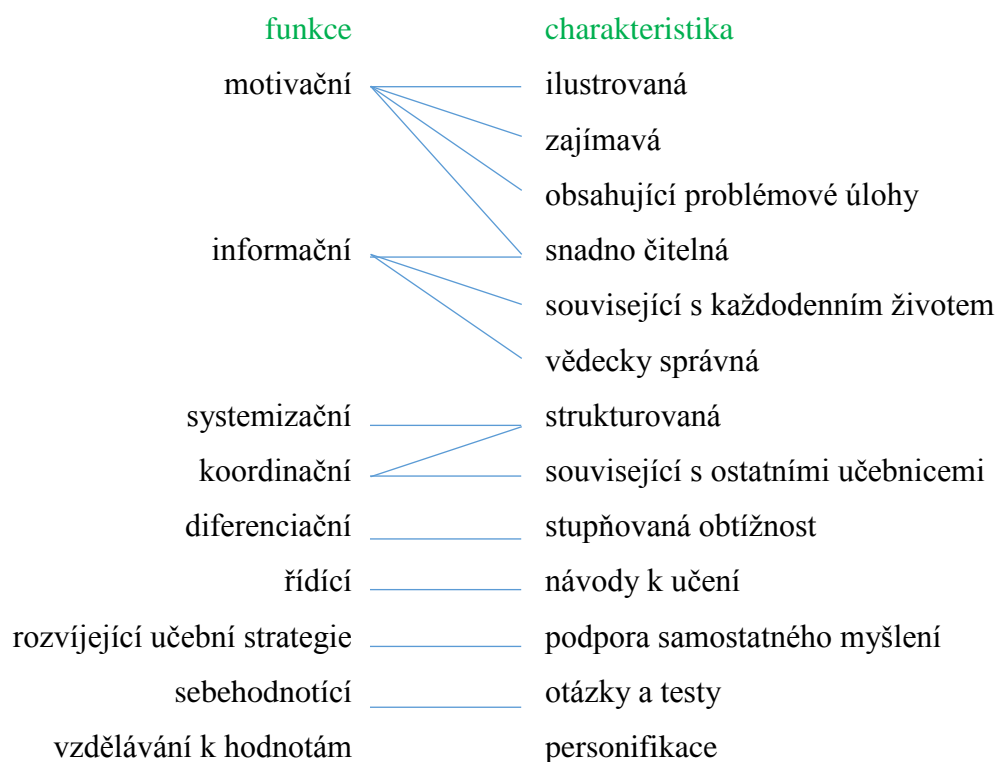 funkce charakteristika
motivační ilustrovaná
zajímavá
obsahující problémové úlohy
informační snadno čitelná
související s každodenním životem
vědecky správná
systemizační strukturovaná
koordinační související s ostatními učebnicemi
diferenciační stupňovaná obtížnost
řídící návody k učení
rozvíjející učební strategie podpora samostatného myšlení
sebehodnotící otázky a testy
vzdělávání k hodnotám personifikace